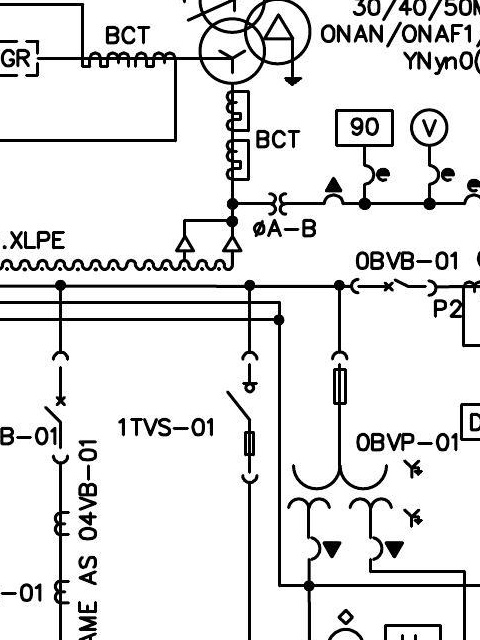 30/40/50M
ONAN/ONAF1/
YNyn0(
BCT
GR
BCT
90
V
e
e
e
øA-B
.XLPE
0BVB-01
P2
1TVS-01
B-01
0BVP-01
D
AME AS 04VB-01
-01